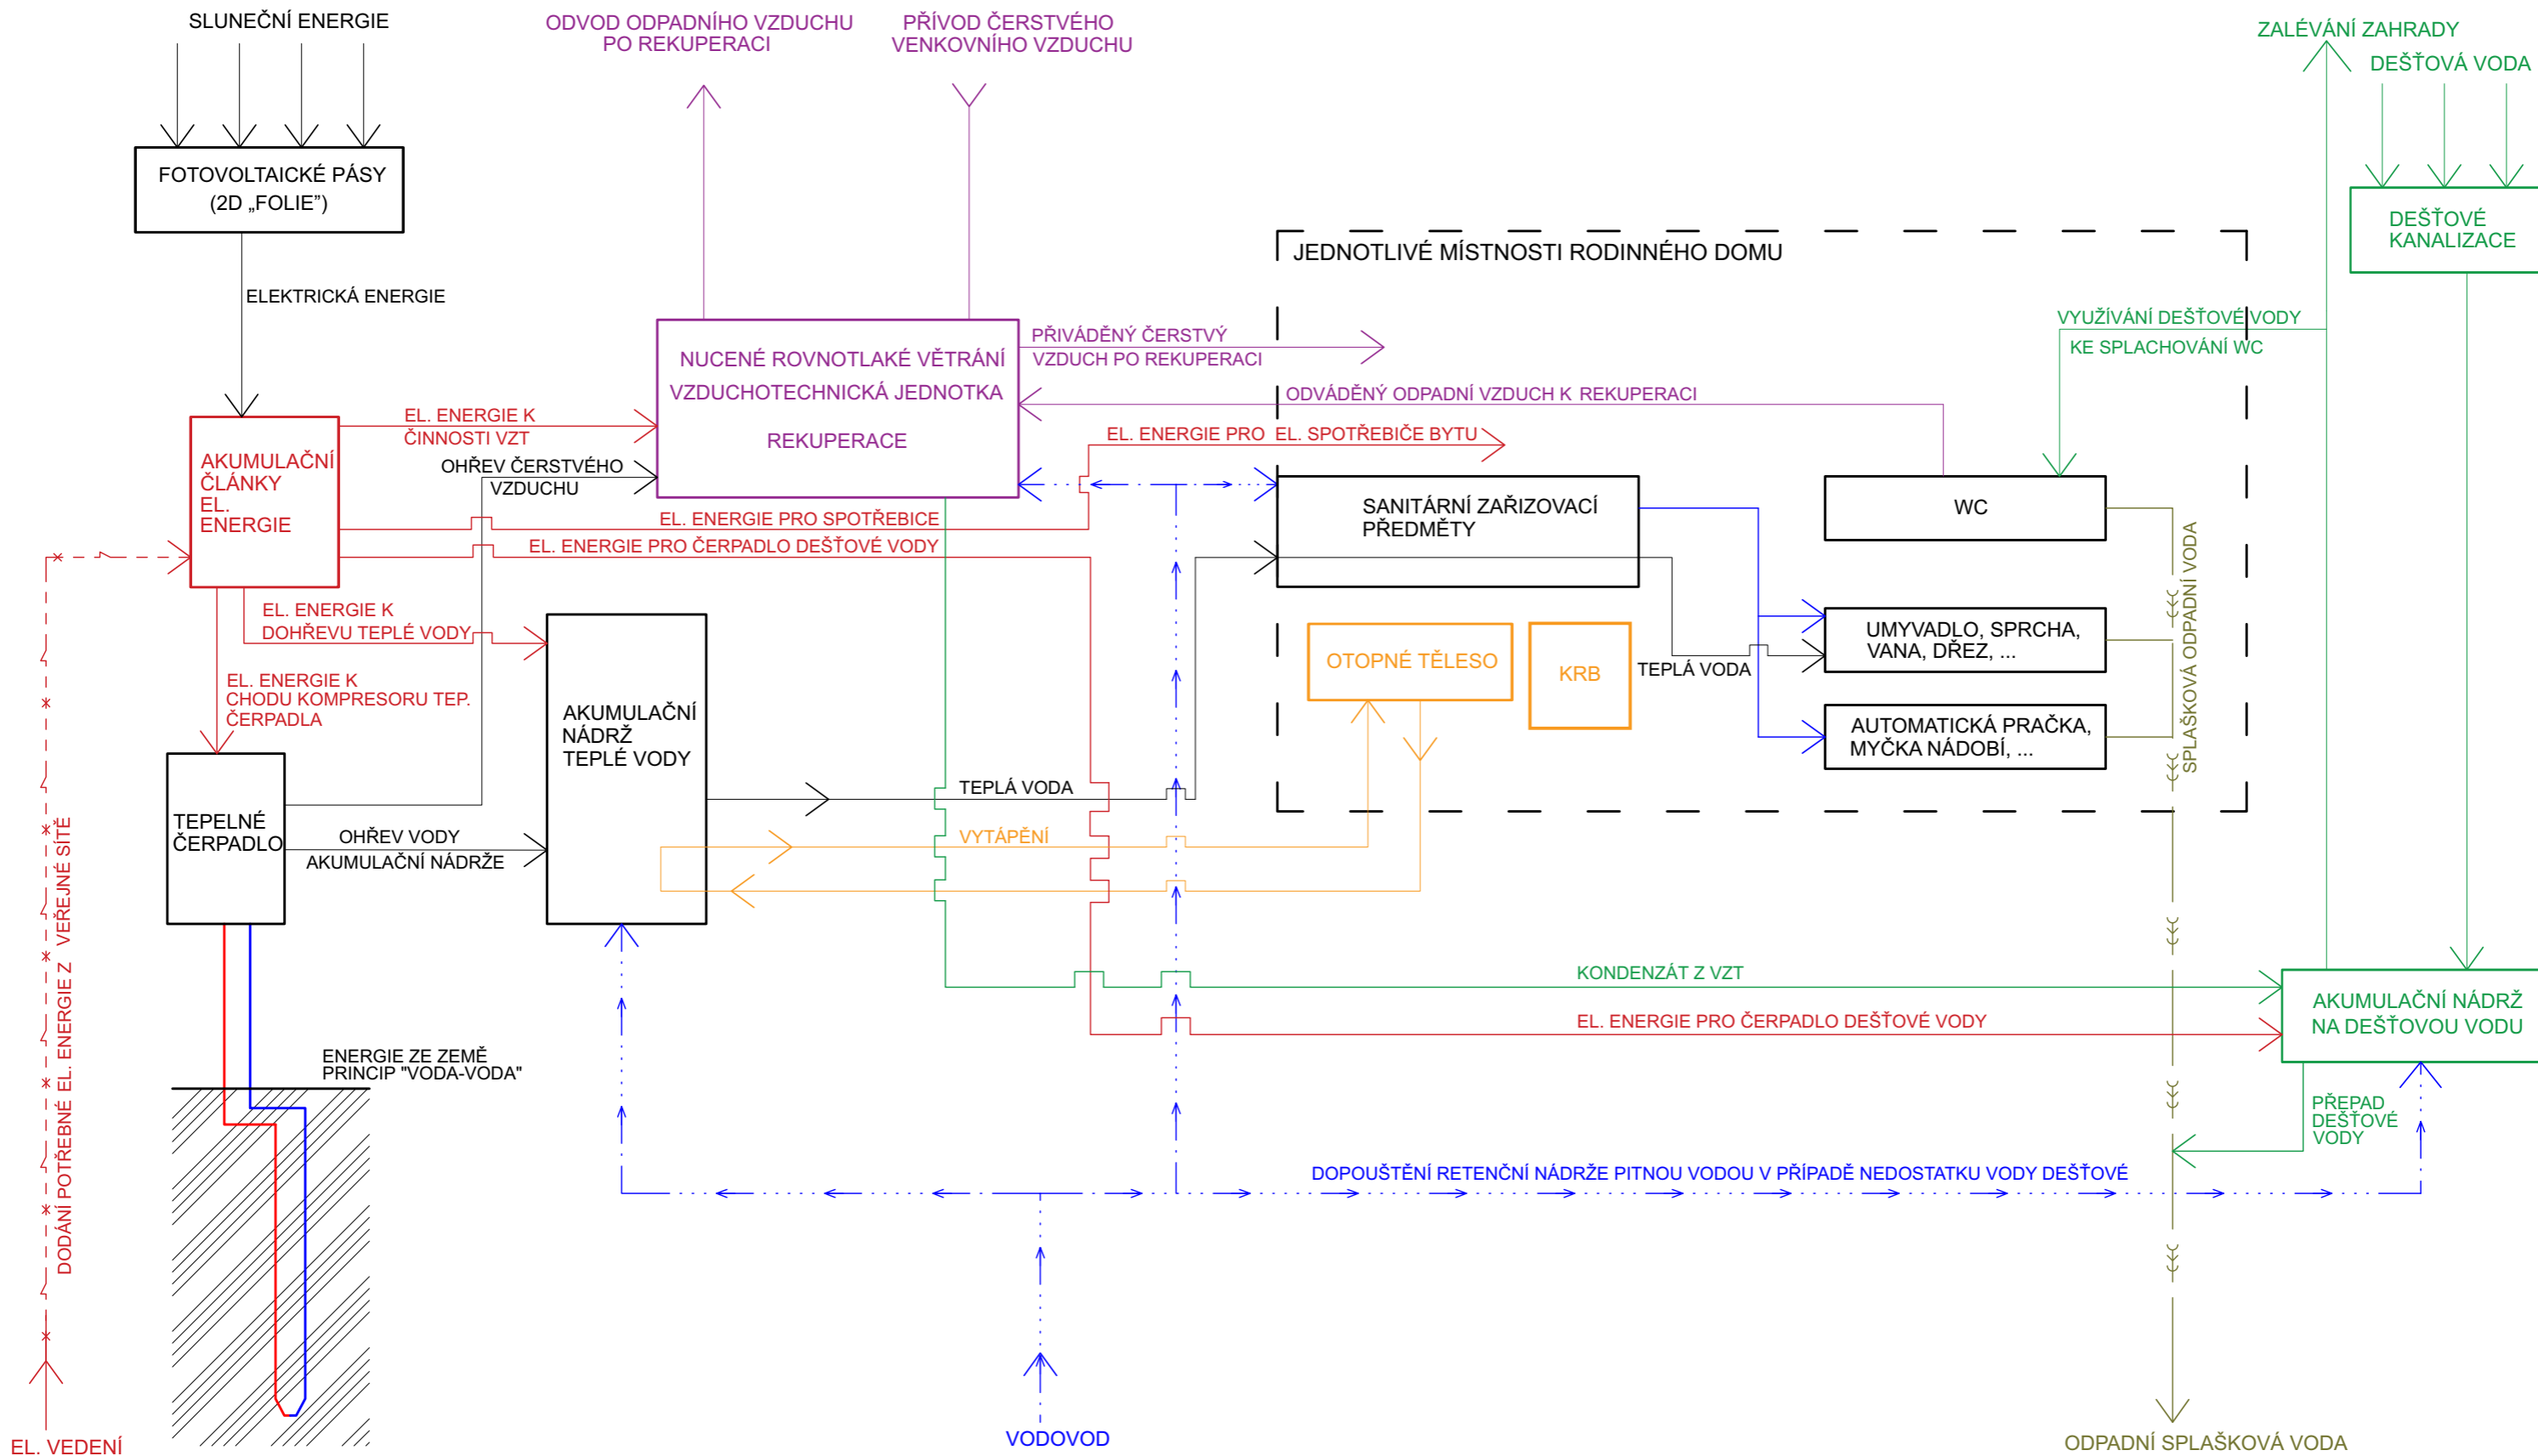 SLUNEČNÍ ENERGIE
ODVOD ODPADNÍHO VZDUCHU
PO REKUPERACI
PŘÍVOD ČERSTVÉHO
VENKOVNÍHO VZDUCHU
ZALÉVÁNÍ ZAHRADY
DEŠŤOVÁ VODA
FOTOVOLTAICKÉ PÁSY
(2D „FOLIE”)
DEŠŤOVÉ
KANALIZACE
JEDNOTLIVÉ MÍSTNOSTI RODINNÉHO DOMU
ELEKTRICKÁ ENERGIE
NUCENÉ ROVNOTLAKÉ VĚTRÁNÍ
VZDUCHOTECHNICKÁ JEDNOTKA
REKUPERACE
PŘIVÁDĚNÝ ČERSTVÝ
VZDUCH PO REKUPERACI
VYUŽÍVÁNÍ DEŠŤOVÉ VODY
KE SPLACHOVÁNÍ WC
ODVÁDĚNÝ ODPADNÍ VZDUCH K REKUPERACI
EL. ENERGIE K
ČINNOSTI VZT
EL. ENERGIE PRO EL. SPOTŘEBIČE BYTU
AKUMULAČNÍ
ČLÁNKY
EL.
ENERGIE
OHŘEV ČERSTVÉHO
VZDUCHU
SANITÁRNÍ ZAŘIZOVACÍ
PŘEDMĚTY
WC
EL. ENERGIE PRO SPOTŘEBICE
EL. ENERGIE PRO ČERPADLO DEŠŤOVÉ VODY
SPLAŠKOVÁ ODPADNÍ VODA
EL. ENERGIE K
DOHŘEVU TEPLÉ VODY
UMYVADLO, SPRCHA,
VANA, DŘEZ, ...
OTOPNÉ TĚLESO
KRB
TEPLÁ VODA
EL. ENERGIE K
CHODU KOMPRESORU TEP.
ČERPADLA
AKUMULAČNÍ
NÁDRŽ
TEPLÉ VODY
AUTOMATICKÁ PRAČKA,
MYČKA NÁDOBÍ, ...
TEPLÁ VODA
TEPELNÉ
ČERPADLO
OHŘEV VODY
AKUMULAČNÍ NÁDRŽE
VYTÁPĚNÍ
DODÁNÍ POTŘEBNÉ EL. ENERGIE Z VEŘEJNÉ SÍTĚ
KONDENZÁT Z VZT
AKUMULAČNÍ NÁDRŽ
NA DEŠŤOVOU VODU
EL. ENERGIE PRO ČERPADLO DEŠŤOVÉ VODY
ENERGIE ZE ZEMĚ
PRINCIP "VODA-VODA"
PŘEPAD
DEŠŤOVÉ
VODY
DOPOUŠTĚNÍ RETENČNÍ NÁDRŽE PITNOU VODOU V PŘÍPADĚ NEDOSTATKU VODY DEŠŤOVÉ
EL. VEDENÍ
VODOVOD
ODPADNÍ SPLAŠKOVÁ VODA